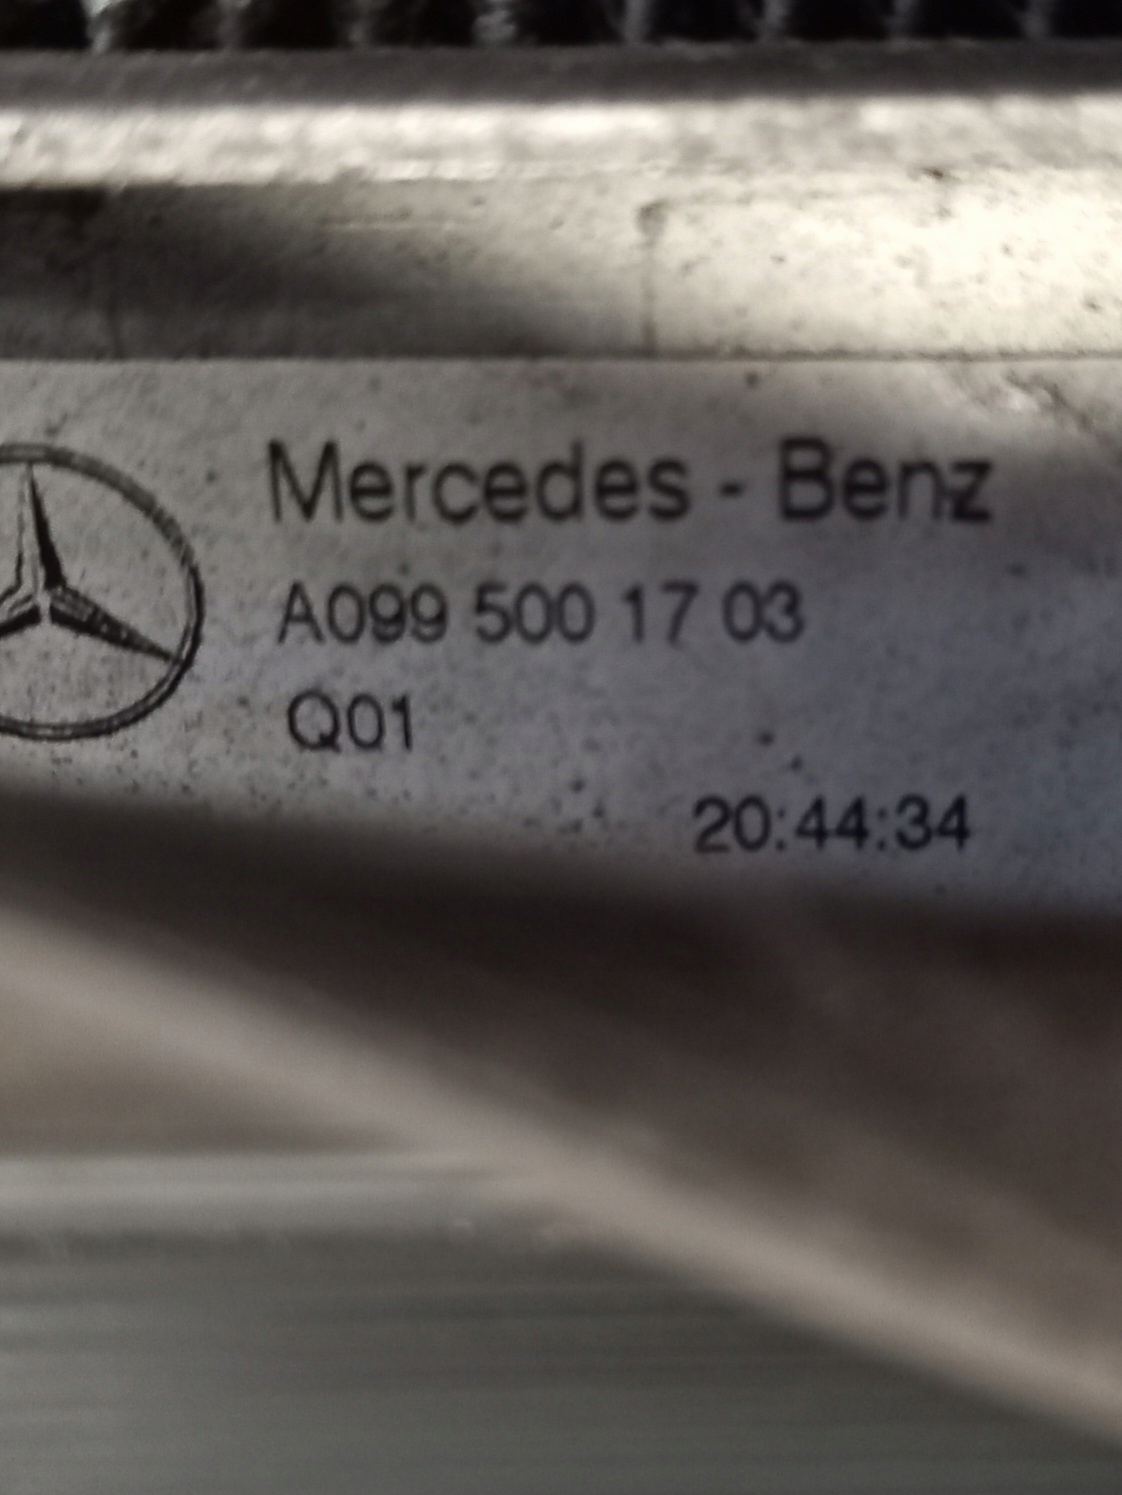 Mercedes - Benz
A099 500 17 03
Q01
20:44:34